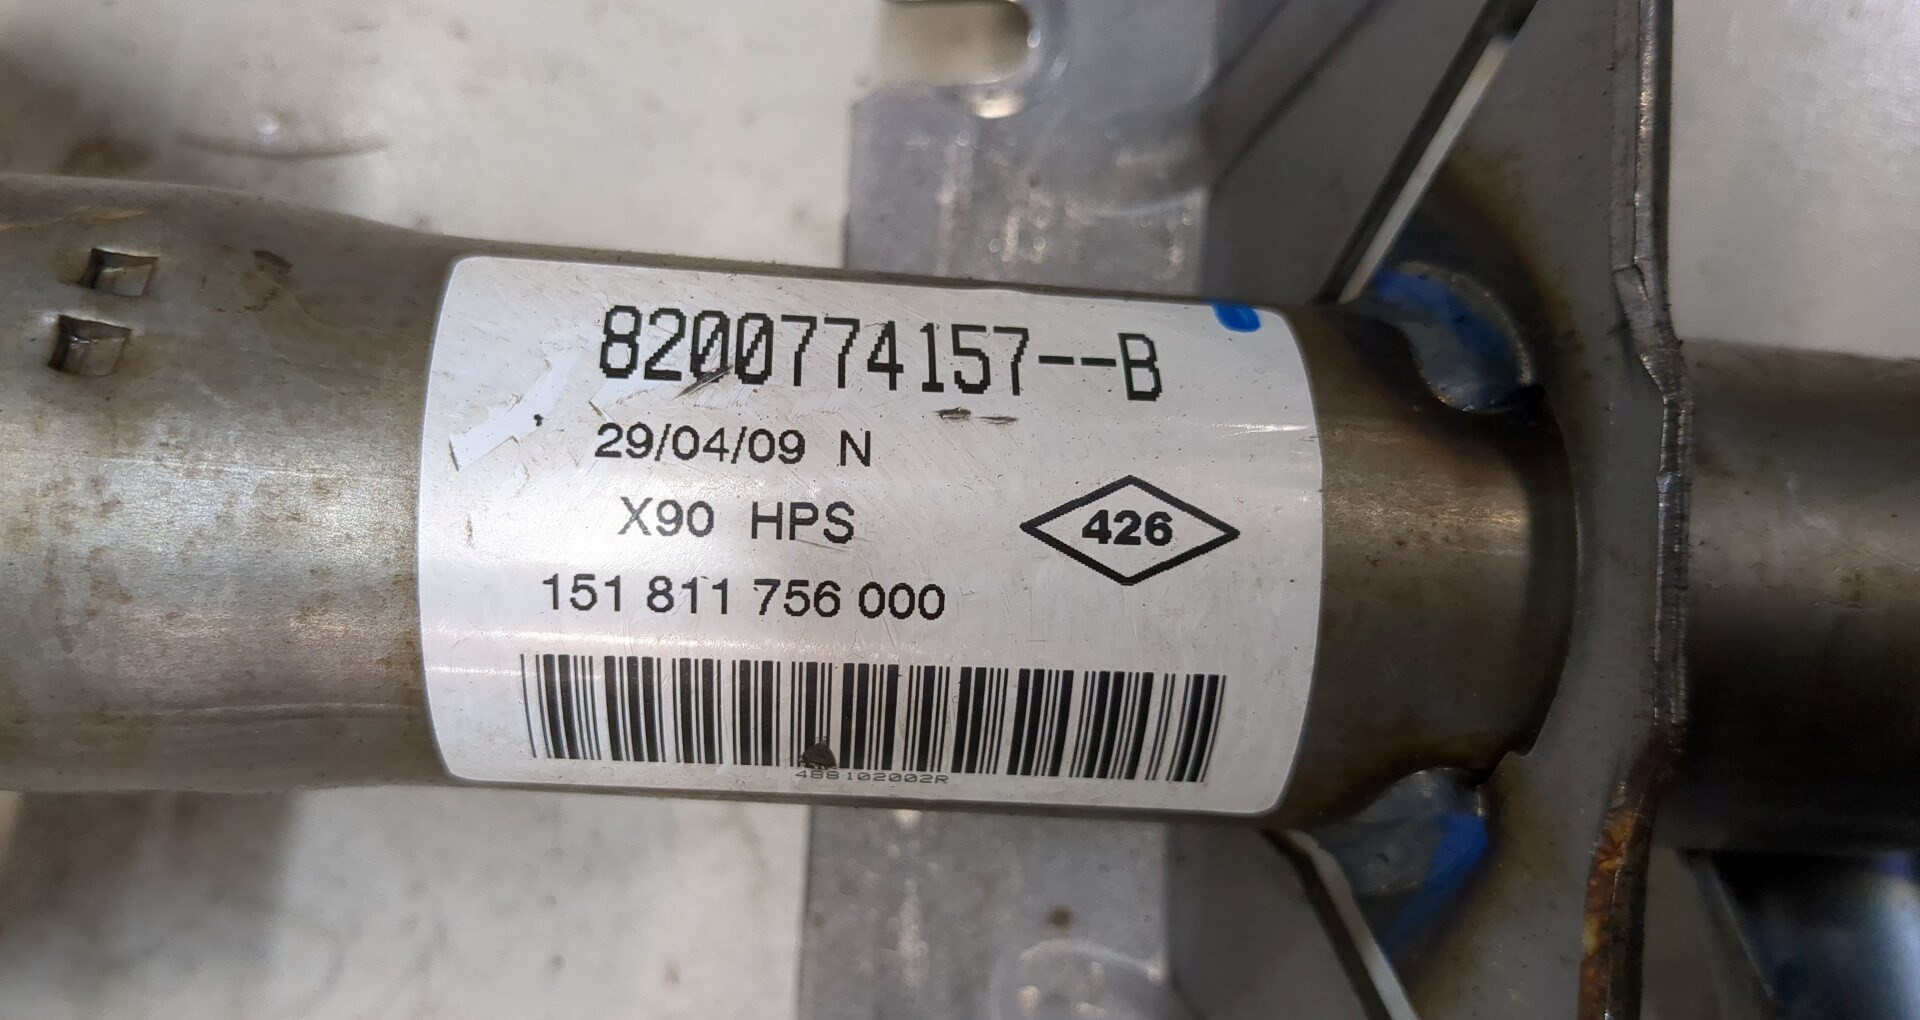 8200774157--B
29/04/09 N
X90 HPS
426
151 811 756 000
488102002R